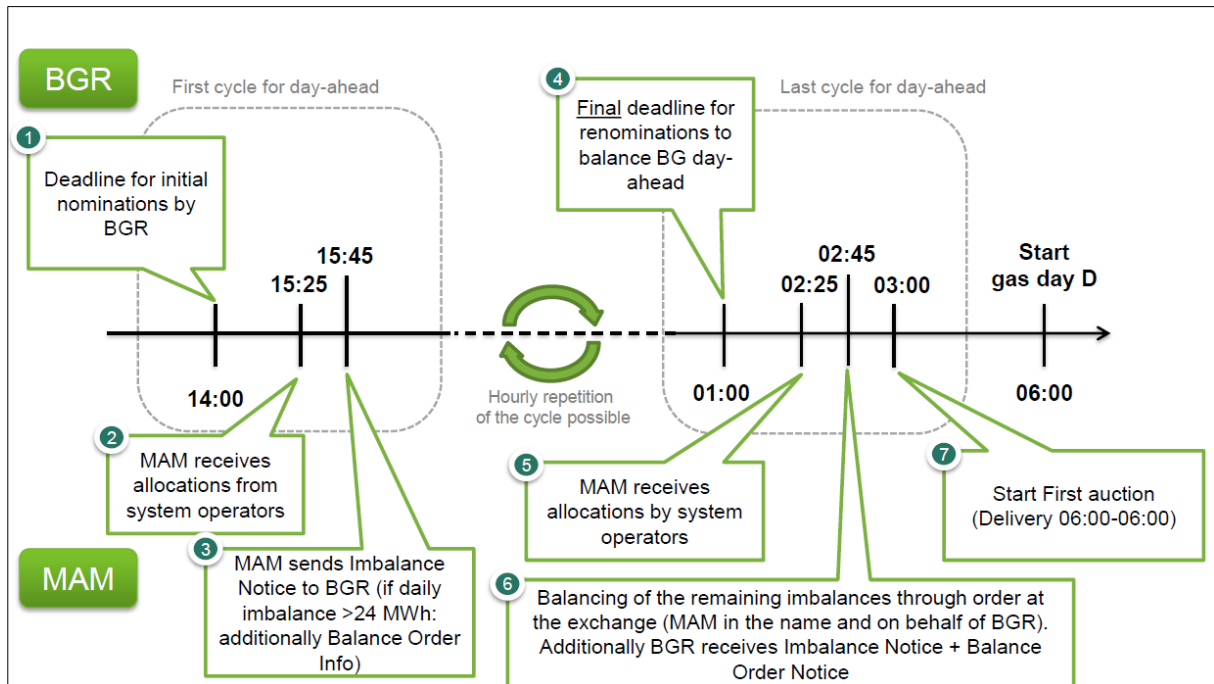 BGR
First cycle for day-ahead
1
Deadline for initial
nominations by
BGR
4
Final deadline for
renominations to
balance BG day-
ahead
Last cycle for day-ahead
15:45
15:25
14:00
Hourly repetition
of the cycle possible
02:45
02:25
03:00
01:00
Start
gas day D
06:00
MAM
2
MAM receives
allocations from
system operators
3
MAM sends Imbalance
Notice to BGR (if daily
imbalance >24 MWh:
additionally Balance Order
Info)
5
MAM receives
allocations by system
operators
6
Balancing of the remaining imbalances through order at
the exchange (MAM in the name and on behalf of BGR).
Additionally BGR receives Imbalance Notice + Balance
Order Notice
7
Start First auction
(Delivery 06:00-06:00)